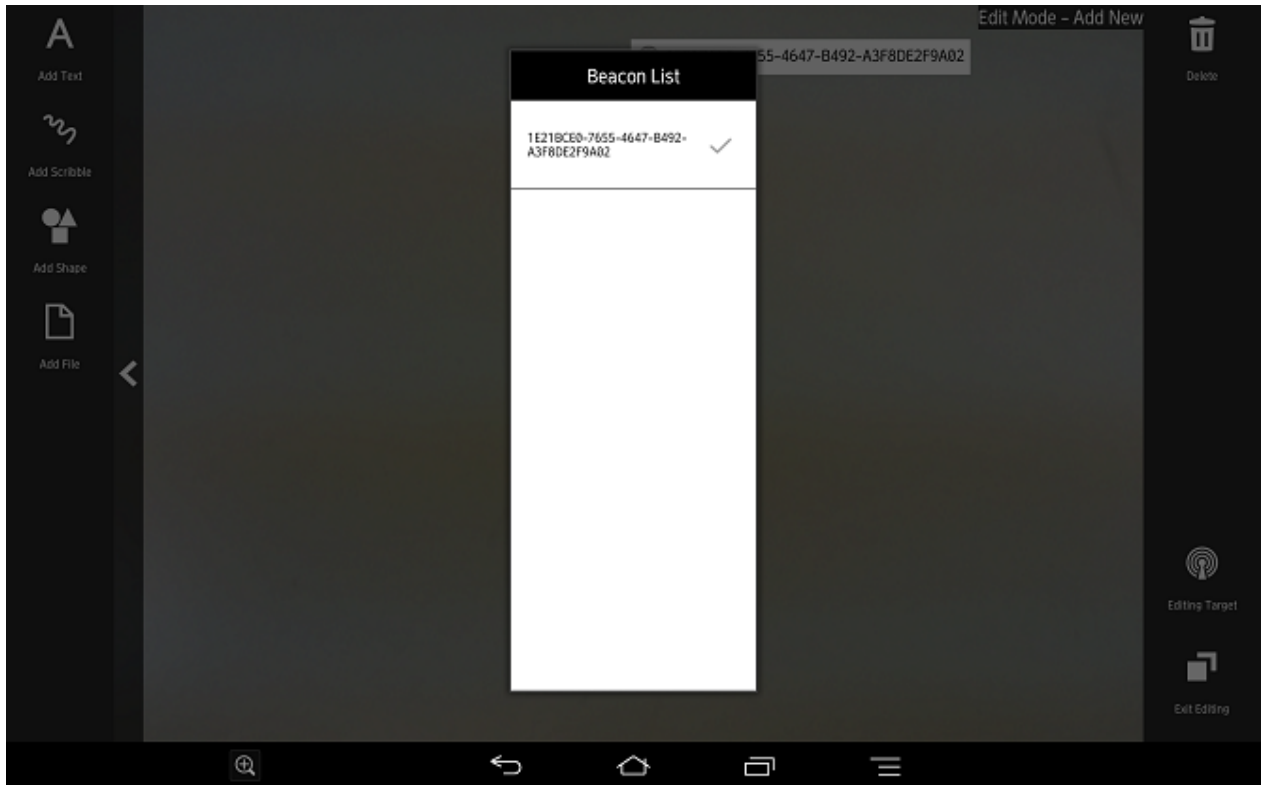 Edit Mode – Add New
55-4647-B492-A3F8DE2F9A02
Add Text
Add Scribble
Add Shape
Add File
Beacon List
1E21BCE0-7655-4647-B492-
A3F8DE2F9A02
Delete
Editing Target
Exit Editing